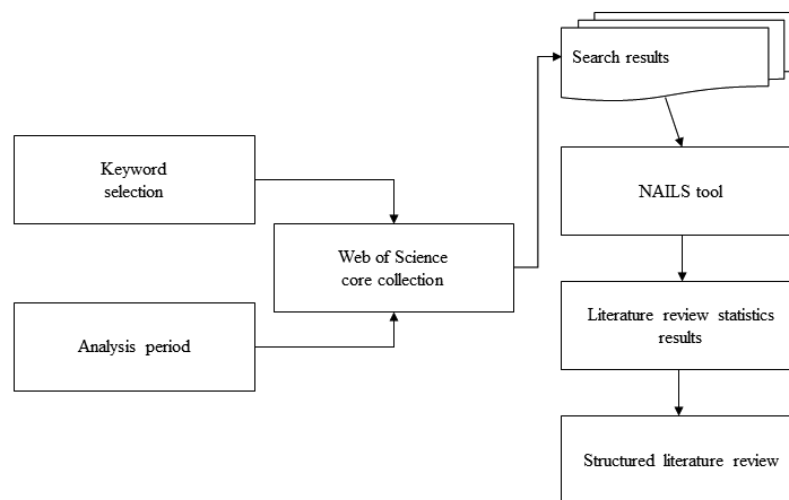 Search results
Keyword
selection
NAILS tool
Web of Science
core collection
Analysis period
Literature review statistics
results
Structured literature review